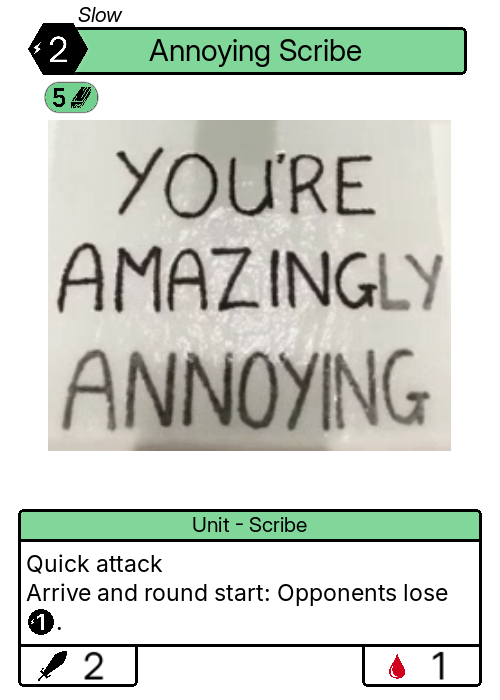 Slow
2
Annoying Scribe
5
YOU'RE
AMAZINGLY
ANNOYING
Unit - Scribe
Quick attack
Arrive and round start: Opponents lose
1.
2
1